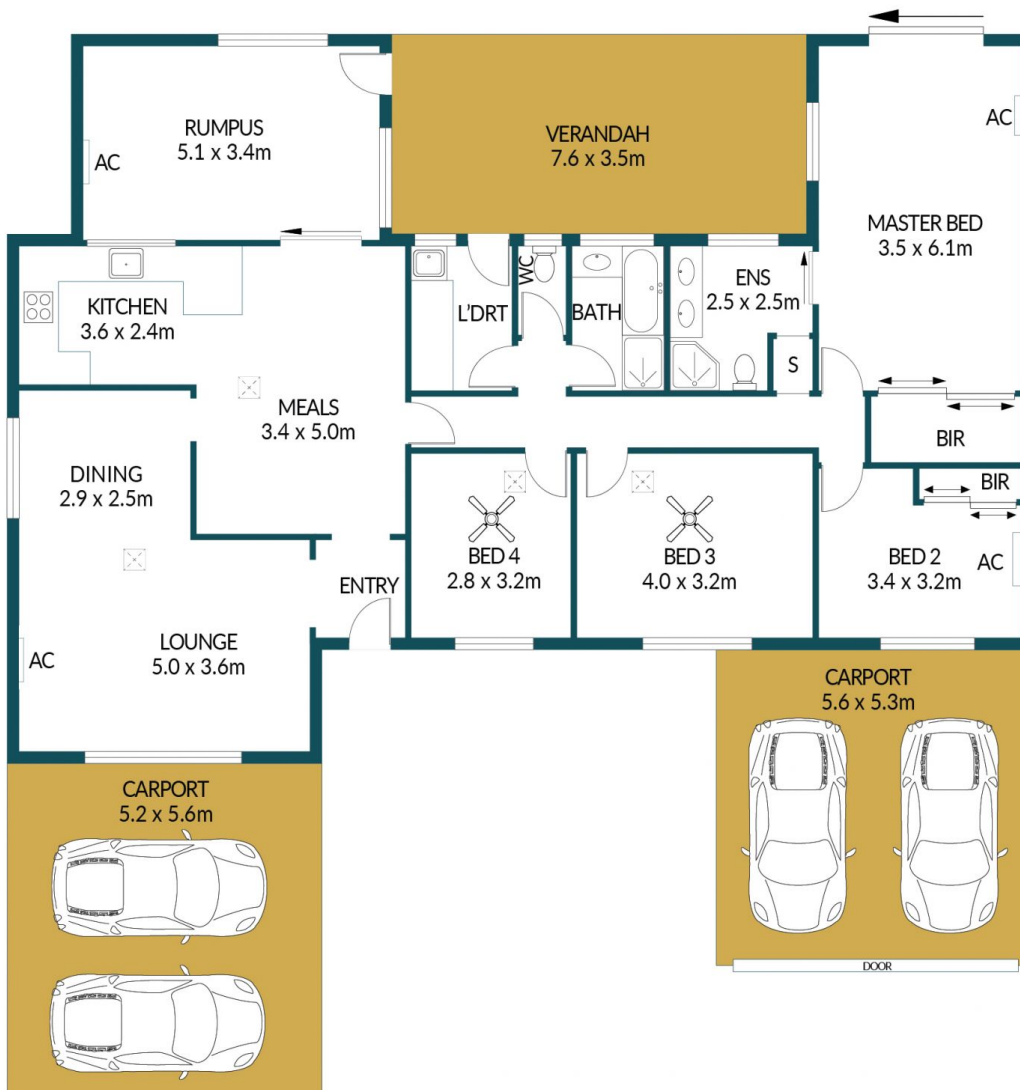 RUMPUS
5.1 x 3.4m
AC
VERANDAH
7.6 x 3.5m
AC
MASTER BED
3.5 x 6.1m
KITCHEN
3.6 x 2.4m
L'DRT
WC
BATH
ENS
2.5 x 2.5m
S
MEALS
3.4 x 5.0m
BIR
DINING
2.9 x 2.5m
BIR
ENTRY
BED 4
2.8 x 3.2m
BED 3
4.0 x 3.2m
BED 2
3.4 x 3.2m
AC
LOUNGE
5.0 x 3.6m
AC
CARPORT
5.6 x 5.3m
CARPORT
5.2 x 5.6m
DOOR